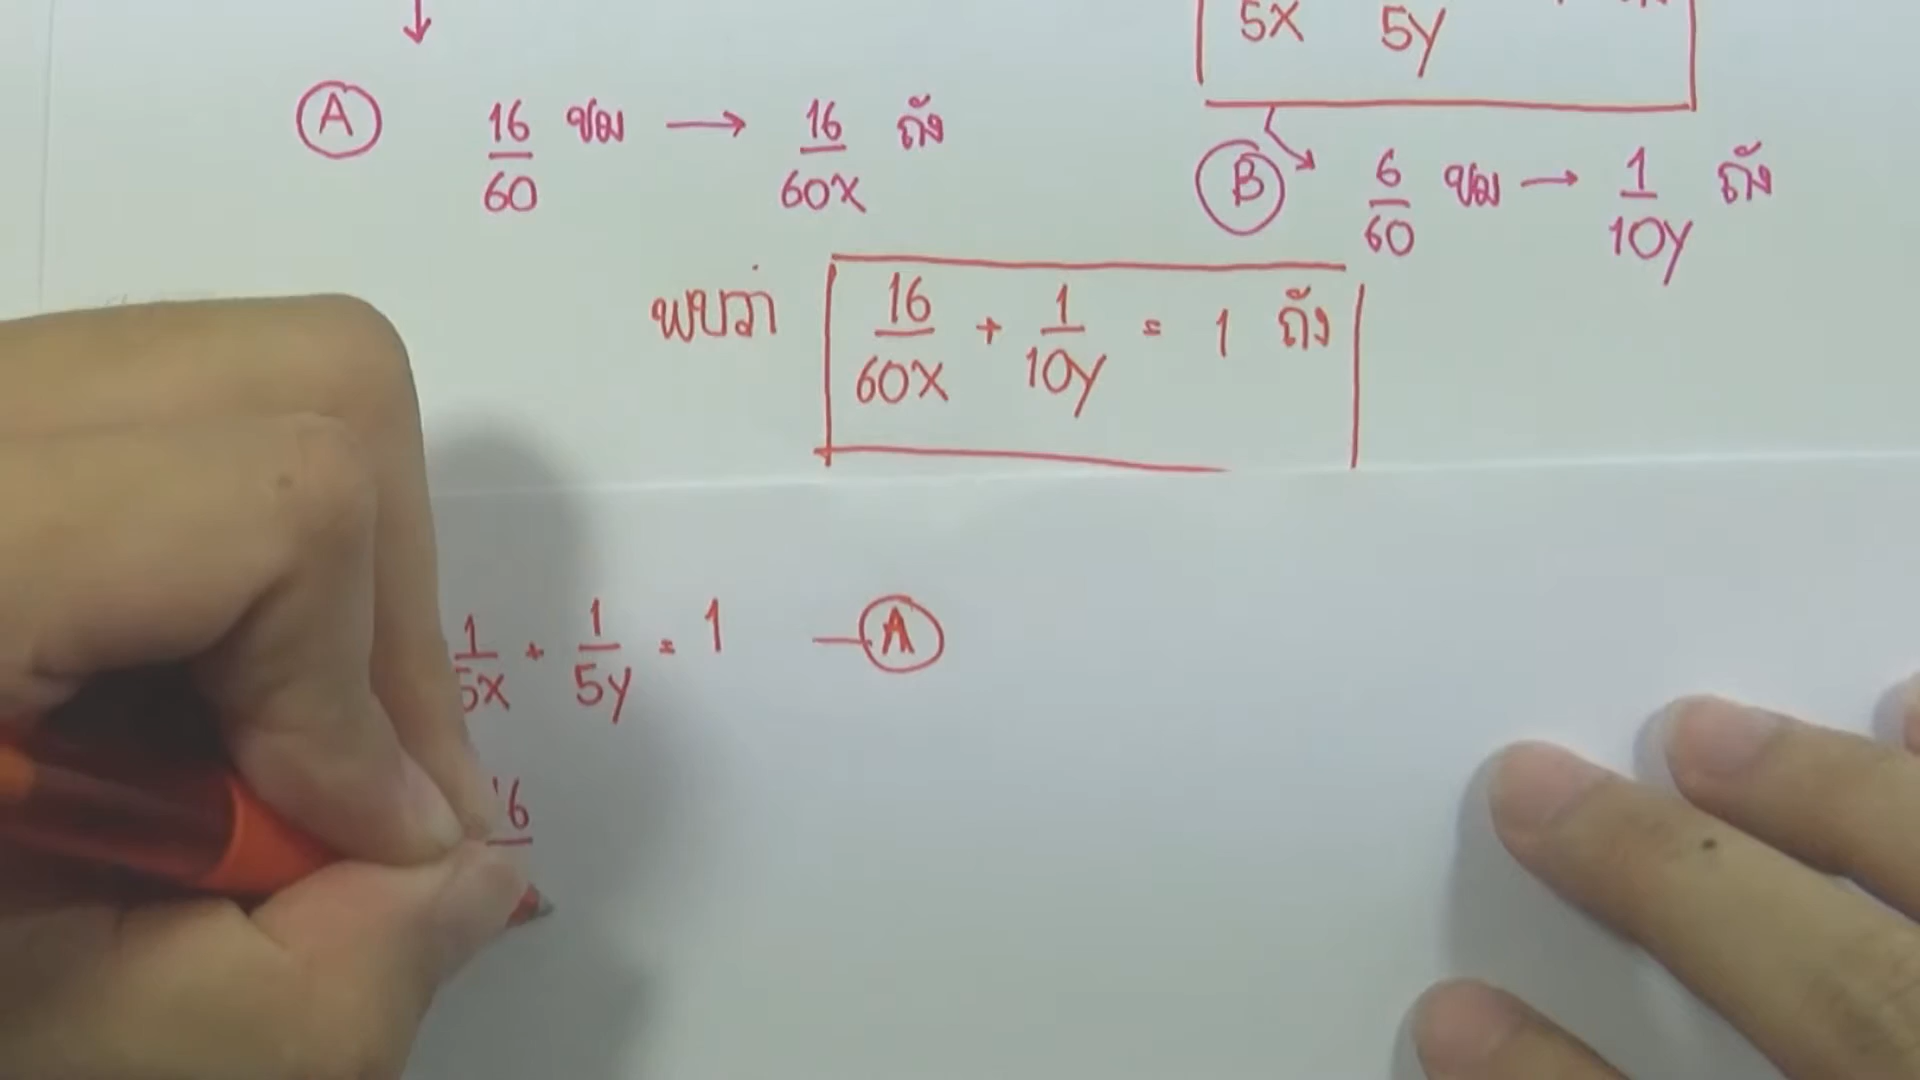 5x 5y
A 16/60 ชม → 16/60x ถัง
B 6/60 ชม → 1/10y ถัง
พบว่า 16/60x + 1/10y = 1 ถัง
1/5x + 1/5y = 1 — A
16